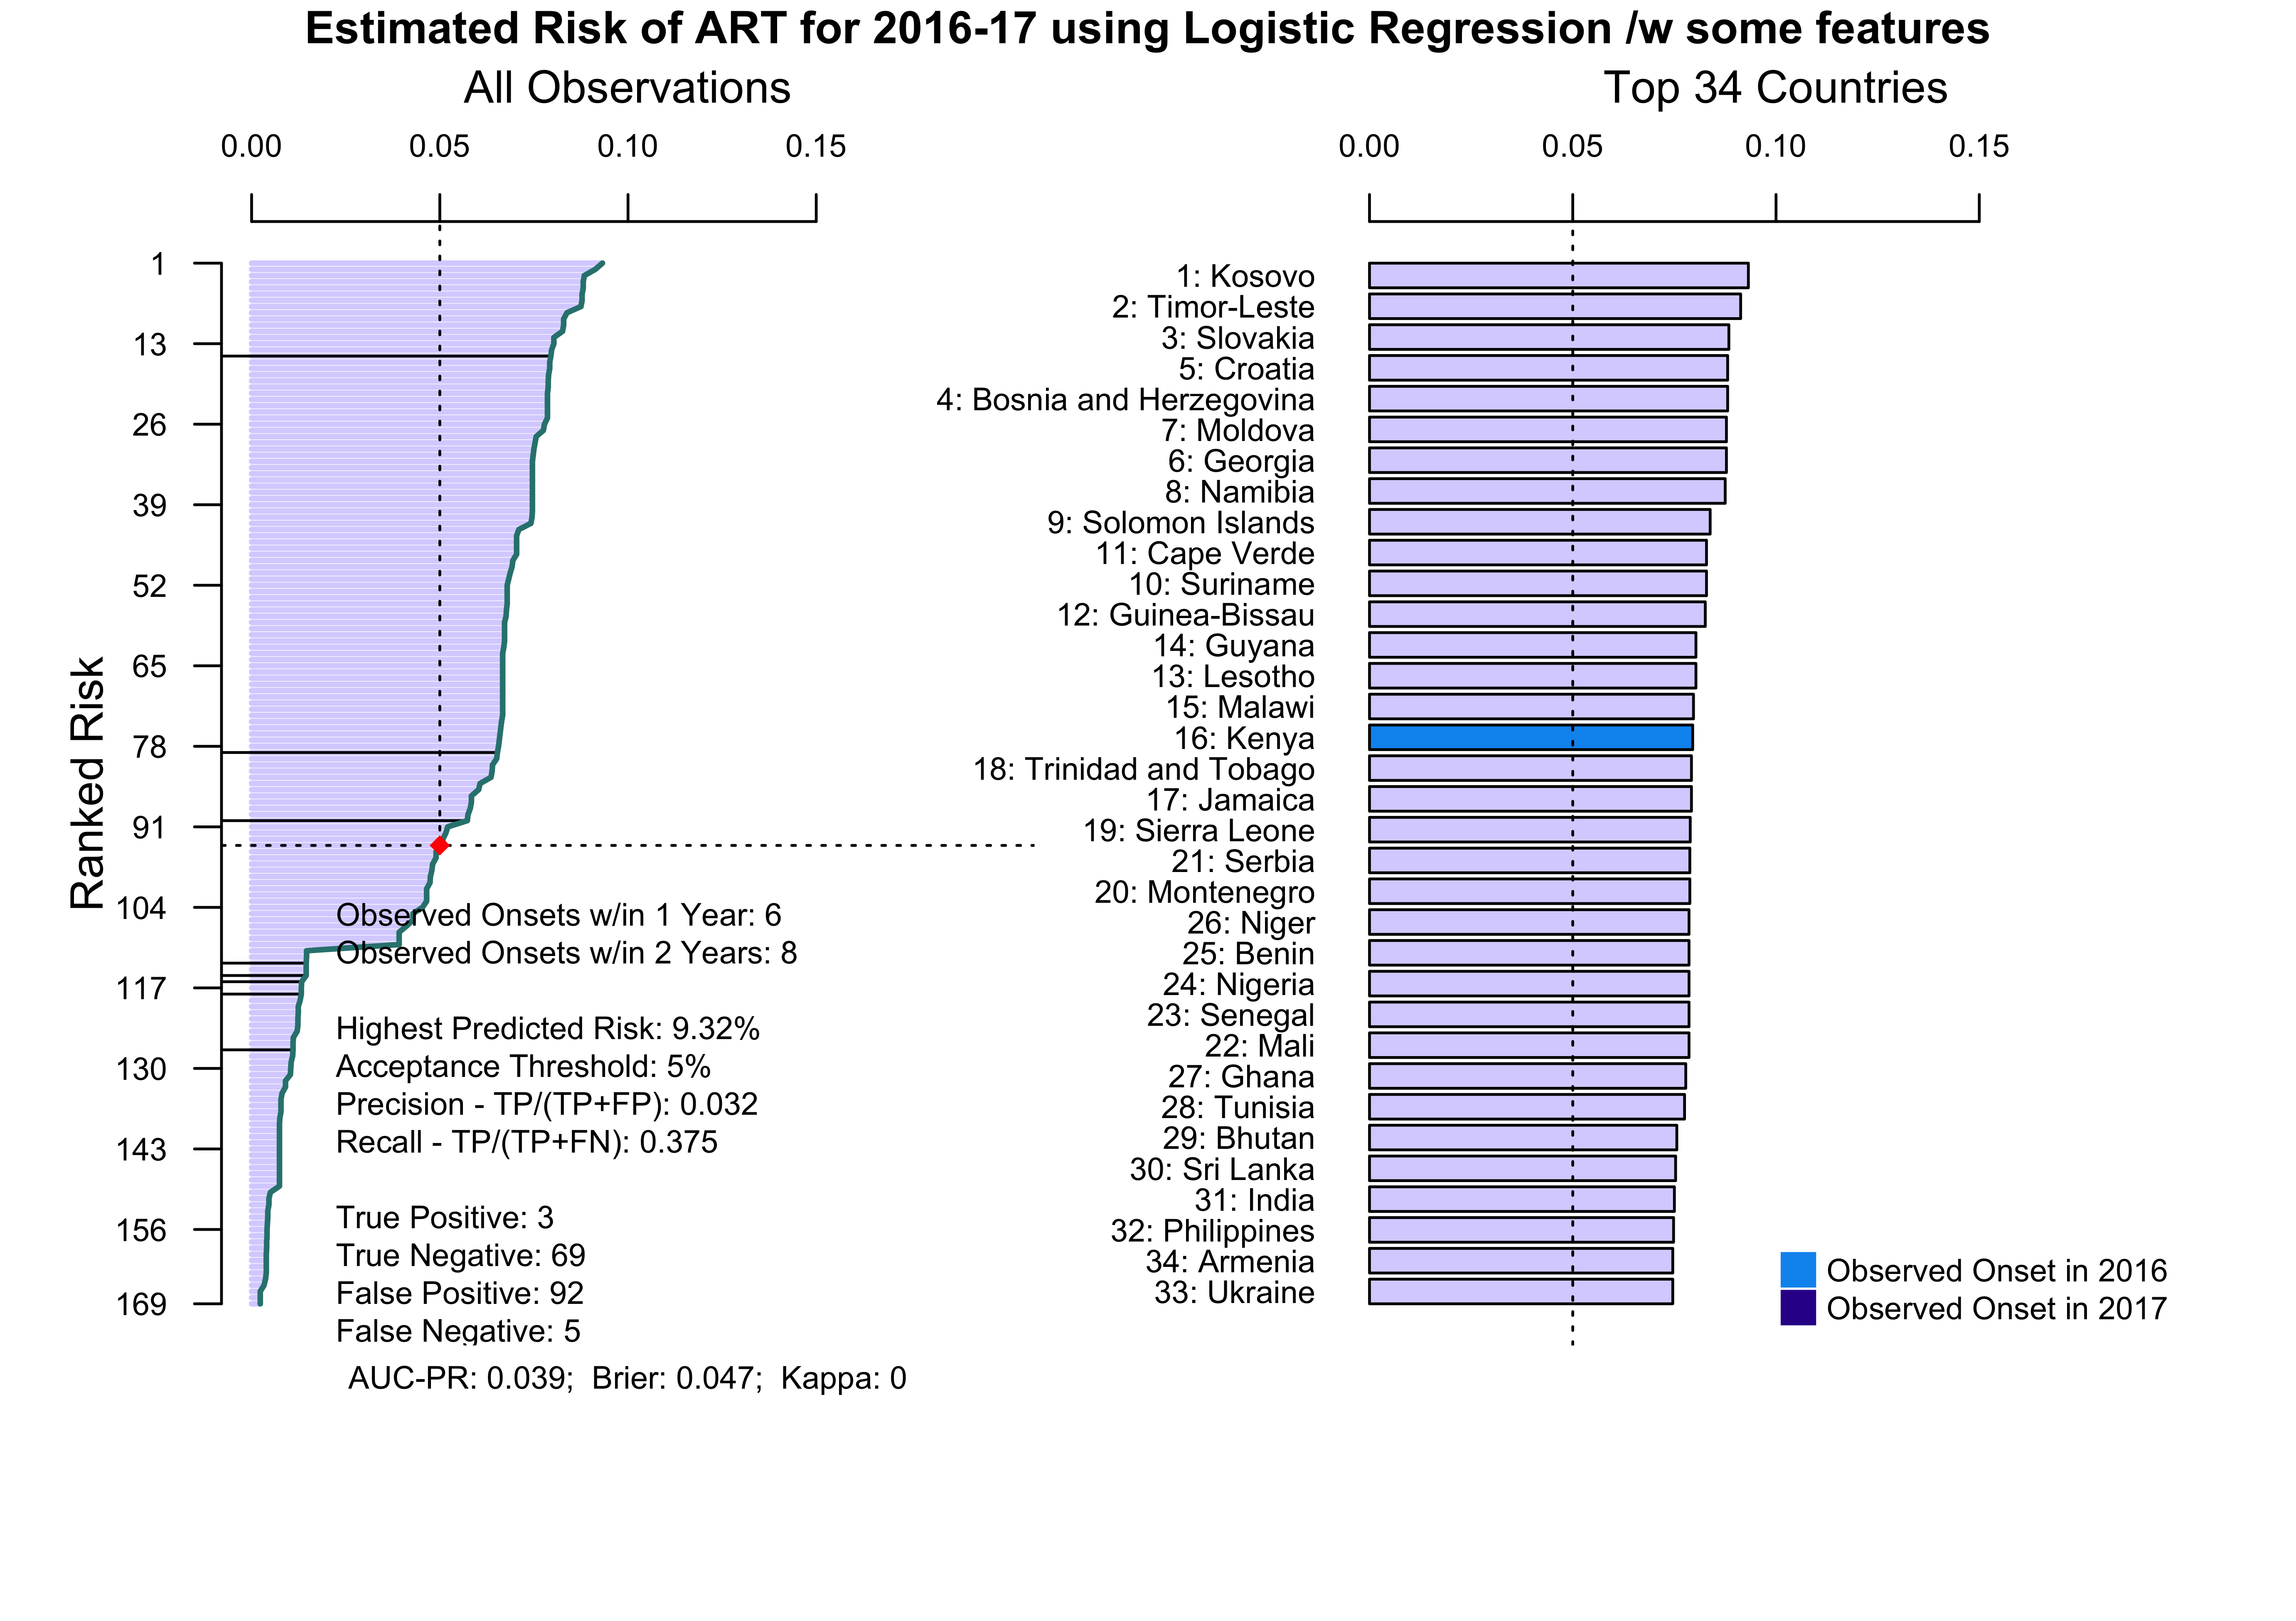 Estimated Risk of ART for 2016-17 using Logistic Regression /w some features
All Observations
0.00 0.05 0.10 0.15
Ranked Risk
1
13
26
39
52
65
78
91
104
117
130
143
156
169
Observed Onsets w/in 1 Year: 6
Observed Onsets w/in 2 Years: 8
Highest Predicted Risk: 9.32%
Acceptance Threshold: 5%
Precision - TP/(TP+FP): 0.032
Recall - TP/(TP+FN): 0.375
True Positive: 3
True Negative: 69
False Positive: 92
False Negative: 5
AUC-PR: 0.039; Brier: 0.047; Kappa: 0
Top 34 Countries
0.00 0.05 0.10 0.15
1: Kosovo
2: Timor-Leste
3: Slovakia
5: Croatia
4: Bosnia and Herzegovina
7: Moldova
6: Georgia
8: Namibia
9: Solomon Islands
11: Cape Verde
10: Suriname
12: Guinea-Bissau
14: Guyana
13: Lesotho
15: Malawi
16: Kenya
18: Trinidad and Tobago
17: Jamaica
19: Sierra Leone
21: Serbia
20: Montenegro
26: Niger
25: Benin
24: Nigeria
23: Senegal
22: Mali
27: Ghana
28: Tunisia
29: Bhutan
30: Sri Lanka
31: India
32: Philippines
34: Armenia
33: Ukraine
Observed Onset in 2016
Observed Onset in 2017